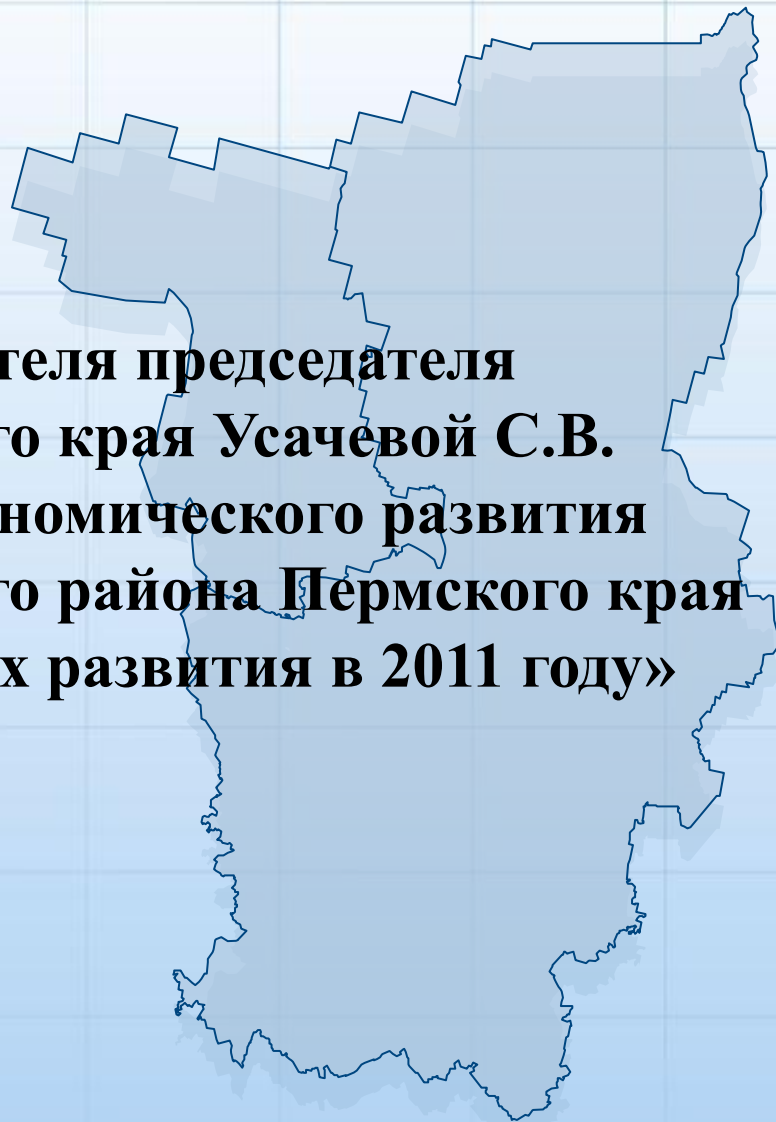 теля председателя
го края Усачевой С.В.
номического развития
го района Пермского края
х развития в 2011 году»